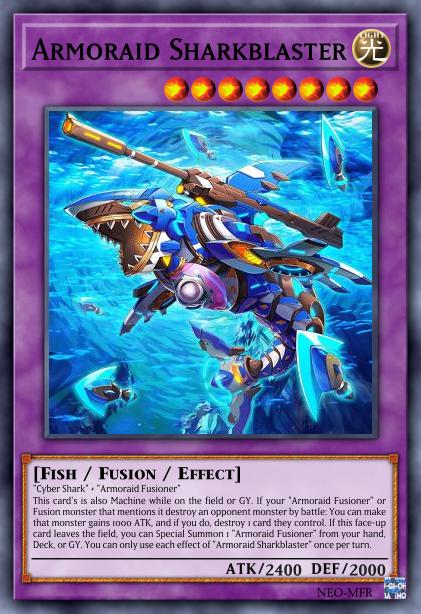 Armoraid Sharkblaster
LIGHT
光
[Fish / Fusion / Effect]
"Cyber Shark" + "Armoraid Fusioner"
This card's is also Machine while on the field or GY. If your "Armoraid Fusioner" or
Fusion monster that mentions it destroy an opponent monster by battle: You can make
that monster gains 1000 ATK, and if you do, destroy 1 card they control. If this face-up
card leaves the field, you can Special Summon 1 "Armoraid Fusioner" from your hand,
Deck, or GY. You can only use each effect of "Armoraid Sharkblaster" once per turn.
ATK/2400 DEF/2000
NEO-MFR